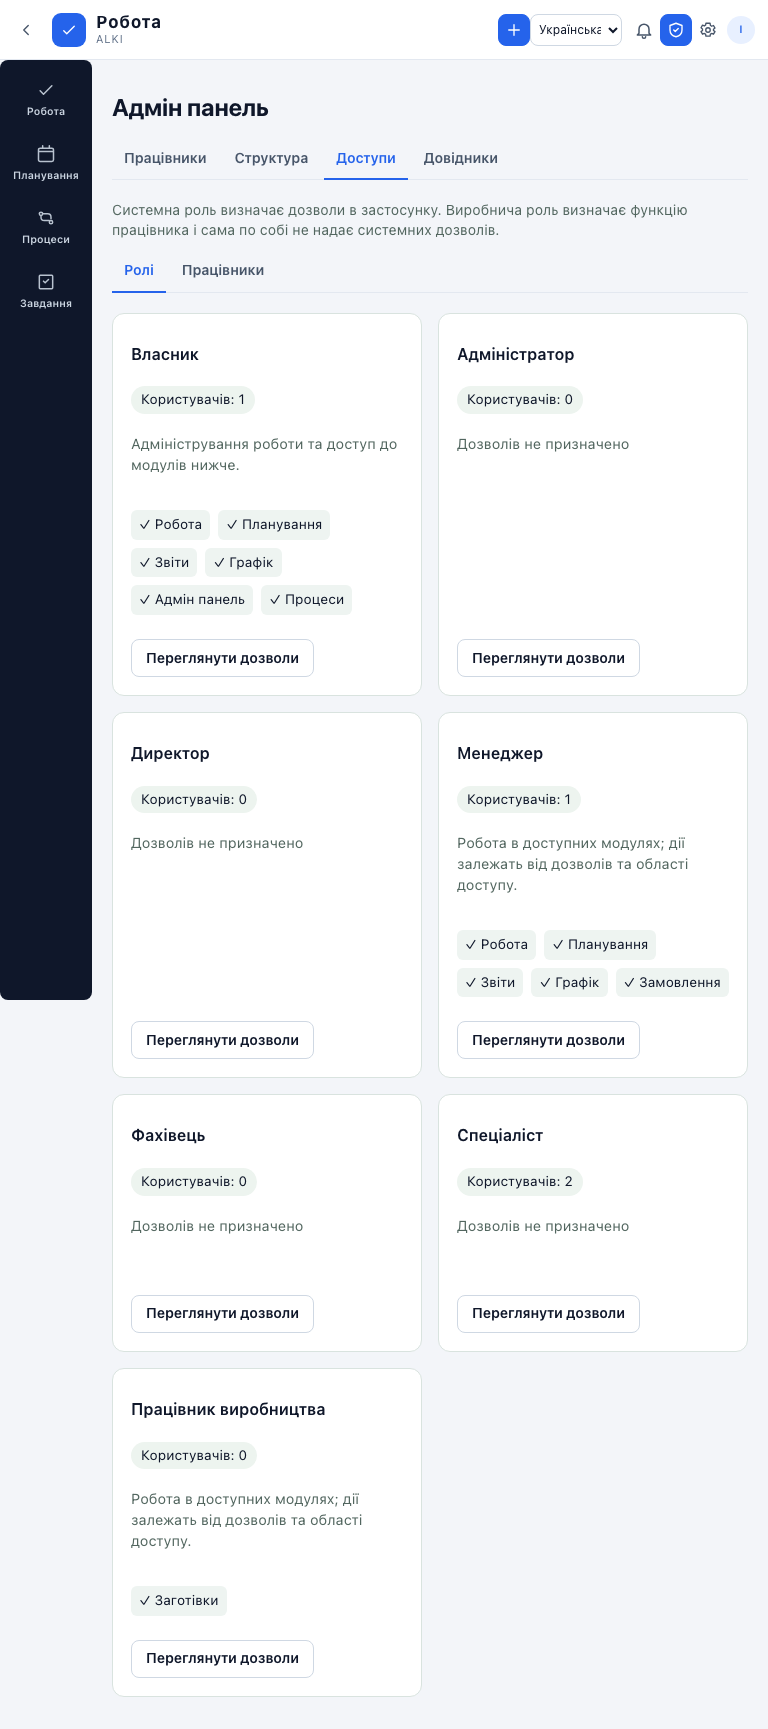 Робота
ALKI
Українська
I
Робота
Планування
Процеси
Завдання
Адмін панель
Працівники
Структура
Доступи
Довідники
Системна роль визначає дозволи в застосунку. Виробнича роль визначає функцію
працівника і сама по собі не надає системних дозволів.
Ролі
Працівники
Власник
Користувачів: 1
Адміністрування роботи та доступ до
модулів нижче.
✓ Робота
✓ Планування
✓ Звіти
✓ Графік
✓ Адмін панель
✓ Процеси
Переглянути дозволи
Адміністратор
Користувачів: 0
Дозволів не призначено
Переглянути дозволи
Директор
Користувачів: 0
Дозволів не призначено
Переглянути дозволи
Менеджер
Користувачів: 1
Робота в доступних модулях; дії
залежать від дозволів та області
доступу.
✓ Робота
✓ Планування
✓ Звіти
✓ Графік
✓ Замовлення
Переглянути дозволи
Фахівець
Користувачів: 0
Дозволів не призначено
Переглянути дозволи
Спеціаліст
Користувачів: 2
Дозволів не призначено
Переглянути дозволи
Працівник виробництва
Користувачів: 0
Робота в доступних модулях; дії
залежать від дозволів та області
доступу.
✓ Заготівки
Переглянути дозволи